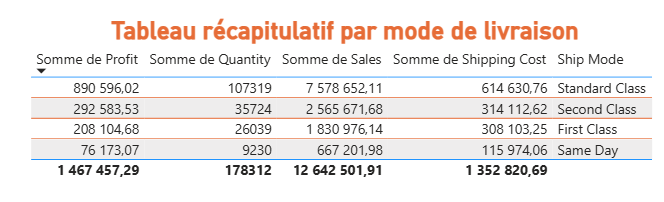 Tableau récapitulatif par mode de livraison
Somme de Profit Somme de Quantity Somme de Sales Somme de Shipping Cost Ship Mode
890 596,02 107319 7 578 652,11 614 630,76 Standard Class
292 583,53 35724 2 565 671,68 314 112,62 Second Class
208 104,68 26039 1 830 976,14 308 103,25 First Class
76 173,07 9230 667 201,98 115 974,06 Same Day
1 467 457,29 178312 12 642 501,91 1 352 820,69